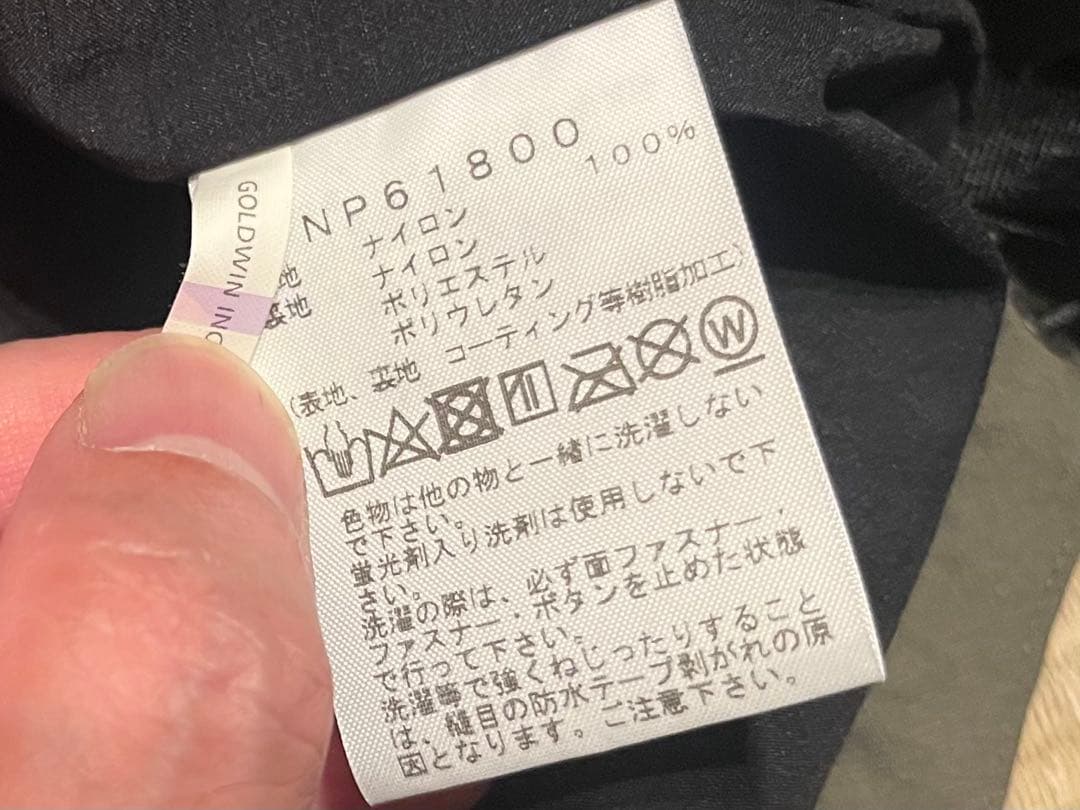 GOLDWIN INC
NP61800
地 ナイロン 100%
裏地 ナイロン
ポリエステル
ポリウレタン
(表地、裏地 コーティング等樹脂加工)
W
色物は他の物と一緒に洗濯しない
で下さい。
蛍光剤入り洗剤は使用しないで下
さい。
洗濯の際は、必ず面ファスナー・
ファスナー・ボタンを止めた状態
で行って下さい。
洗濯等で強くねじったりすること
は、縫目の防水テープ剥がれの原
因となります。ご注意下さい。